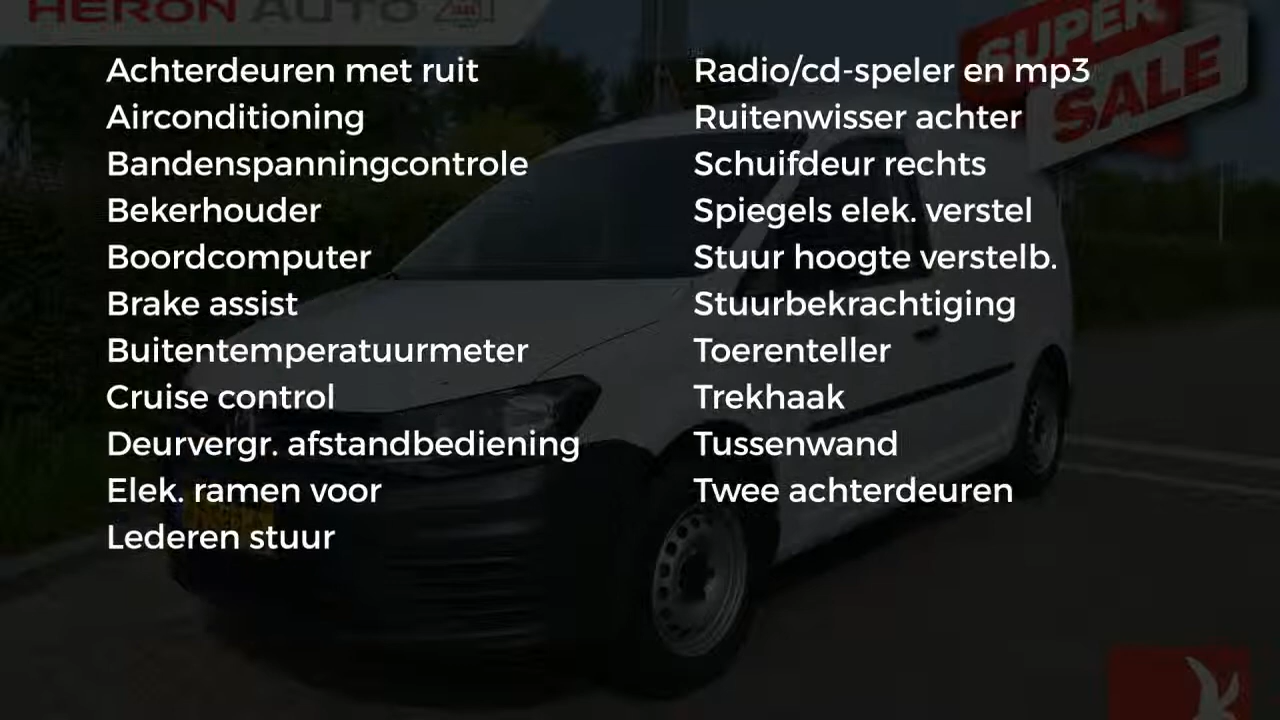 HERON AUTO
SUPER
SALE
Achterdeuren met ruit
Airconditioning
Bandenspanningcontrole
Bekerhouder
Boordcomputer
Brake assist
Buitentemperatuurmeter
Cruise control
Deurvergr. afstandbediening
Elek. ramen voor
Lederen stuur
Radio/cd-speler en mp3
Ruitenwisser achter
Schuifdeur rechts
Spiegels elek. verstel
Stuur hoogte verstelb.
Stuurbekrachtiging
Toerenteller
Trekhaak
Tussenwand
Twee achterdeuren